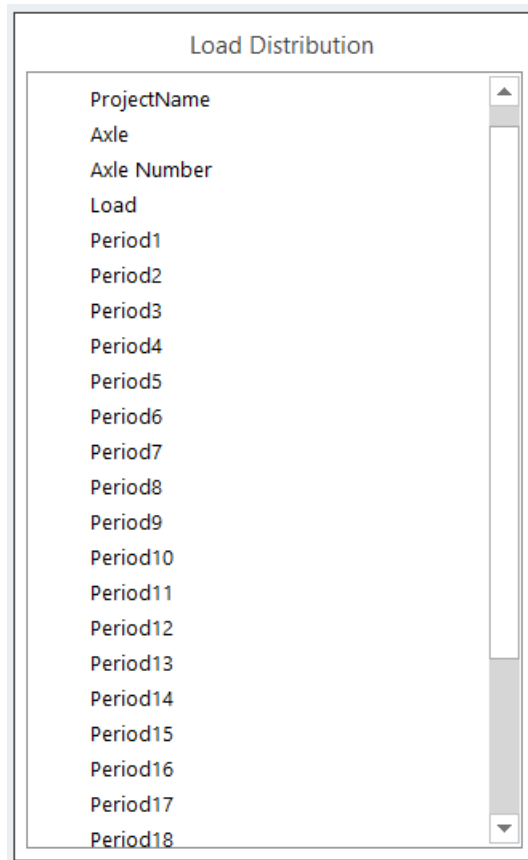 Load Distribution
ProjectName
Axle
Axle Number
Load
Period1
Period2
Period3
Period4
Period5
Period6
Period7
Period8
Period9
Period10
Period11
Period12
Period13
Period14
Period15
Period16
Period17
Period18